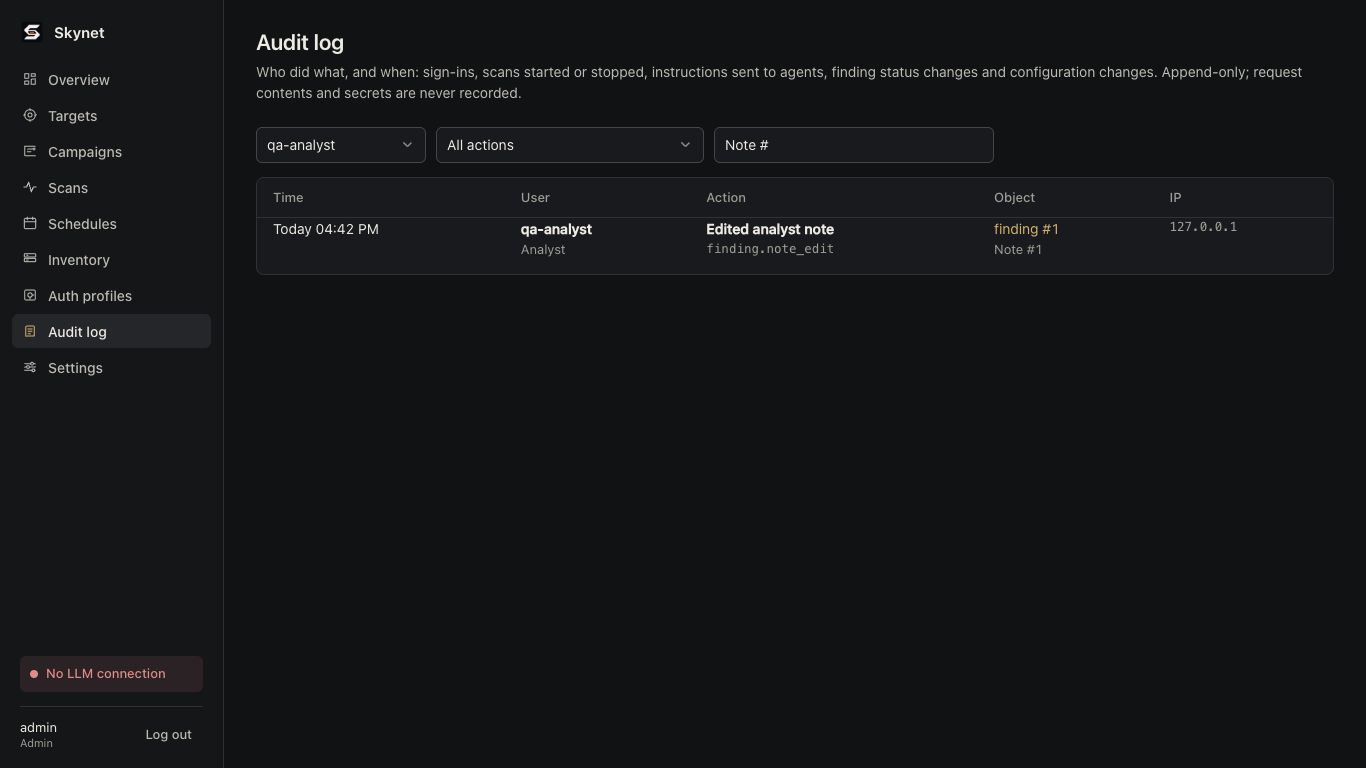 Skynet
Overview
Targets
Campaigns
Scans
Schedules
Inventory
Auth profiles
Audit log
Settings
No LLM connection
admin
Admin
Log out
Audit log
Who did what, and when: sign-ins, scans started or stopped, instructions sent to agents, finding status changes and configuration changes. Append-only; request
contents and secrets are never recorded.
qa-analyst
All actions
Note #
Time User Action Object IP
Today 04:42 PM qa-analyst Edited analyst note finding #1 127.0.0.1
Analyst finding.note_edit Note #1